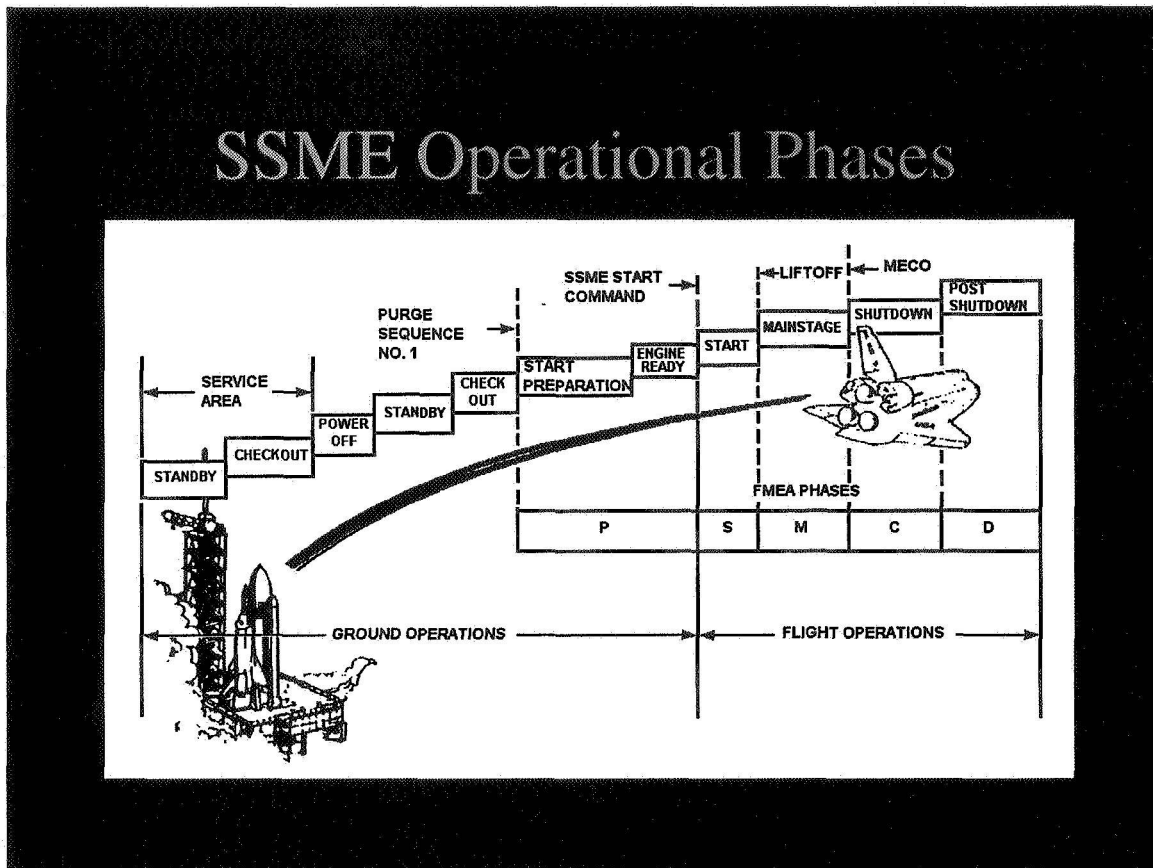 SSME Operational Phases
SSME START
COMMAND
LIFTOFF
MECO
POST
SHUTDOWN
PURGE
SEQUENCE
NO. 1
SHUTDOWN
MAINSTAGE
START
ENGINE
READY
START
PREPARATION
CHECK
OUT
SERVICE
AREA
STANDBY
POWER
OFF
CHECKOUT
STANDBY
FMEA PHASES
P
S
M
C
D
GROUND OPERATIONS
FLIGHT OPERATIONS